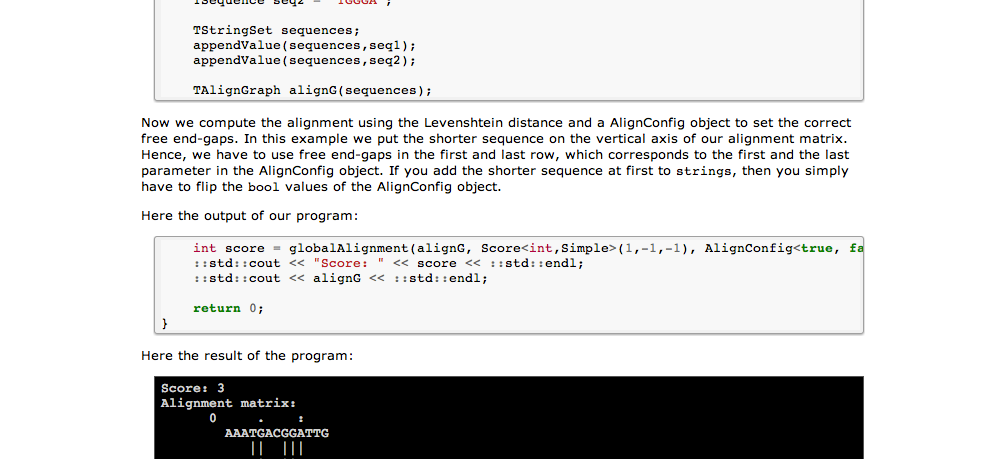 TSequence seq2 = "TGGGA";
TStringSet sequences;
appendValue(sequences,seq1);
appendValue(sequences,seq2);
TAlignGraph alignG(sequences);
Now we compute the alignment using the Levenshtein distance and a AlignConfig object to set the correct
free end-gaps. In this example we put the shorter sequence on the vertical axis of our alignment matrix.
Hence, we have to use free end-gaps in the first and last row, which corresponds to the first and the last
parameter in the AlignConfig object. If you add the shorter sequence at first to strings, then you simply
have to flip the bool values of the AlignConfig object.
Here the output of our program:
int score = globalAlignment(alignG, Score<int,Simple>(1,-1,-1), AlignConfig<true, fa
::std::cout << "Score: " << score << ::std::endl;
::std::cout << alignG << ::std::endl;
return 0;
}
Here the result of the program:
Score: 3
Alignment matrix:
0 . :
AAATGACGGATTG
|| |||